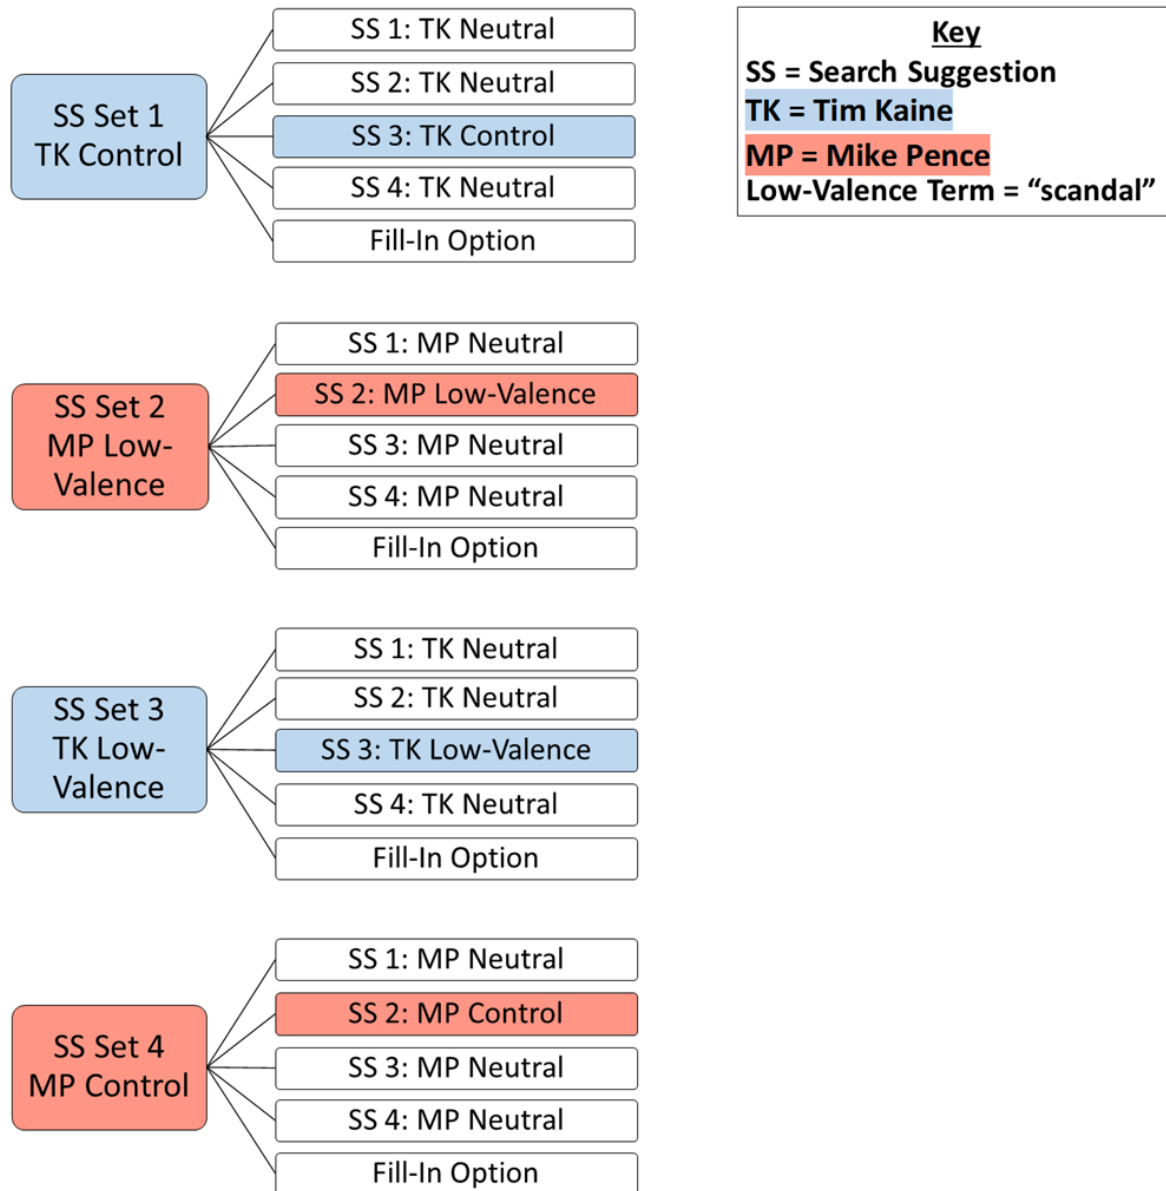 SS Set 1
TK Control
SS 1: TK Neutral
SS 2: TK Neutral
SS 3: TK Control
SS 4: TK Neutral
Fill-In Option
Key
SS = Search Suggestion
TK = Tim Kaine
MP = Mike Pence
Low-Valence Term = “scandal”
SS Set 2
MP Low-
Valence
SS 1: MP Neutral
SS 2: MP Low-Valence
SS 3: MP Neutral
SS 4: MP Neutral
Fill-In Option
SS Set 3
TK Low-
Valence
SS 1: TK Neutral
SS 2: TK Neutral
SS 3: TK Low-Valence
SS 4: TK Neutral
Fill-In Option
SS Set 4
MP Control
SS 1: MP Neutral
SS 2: MP Control
SS 3: MP Neutral
SS 4: MP Neutral
Fill-In Option